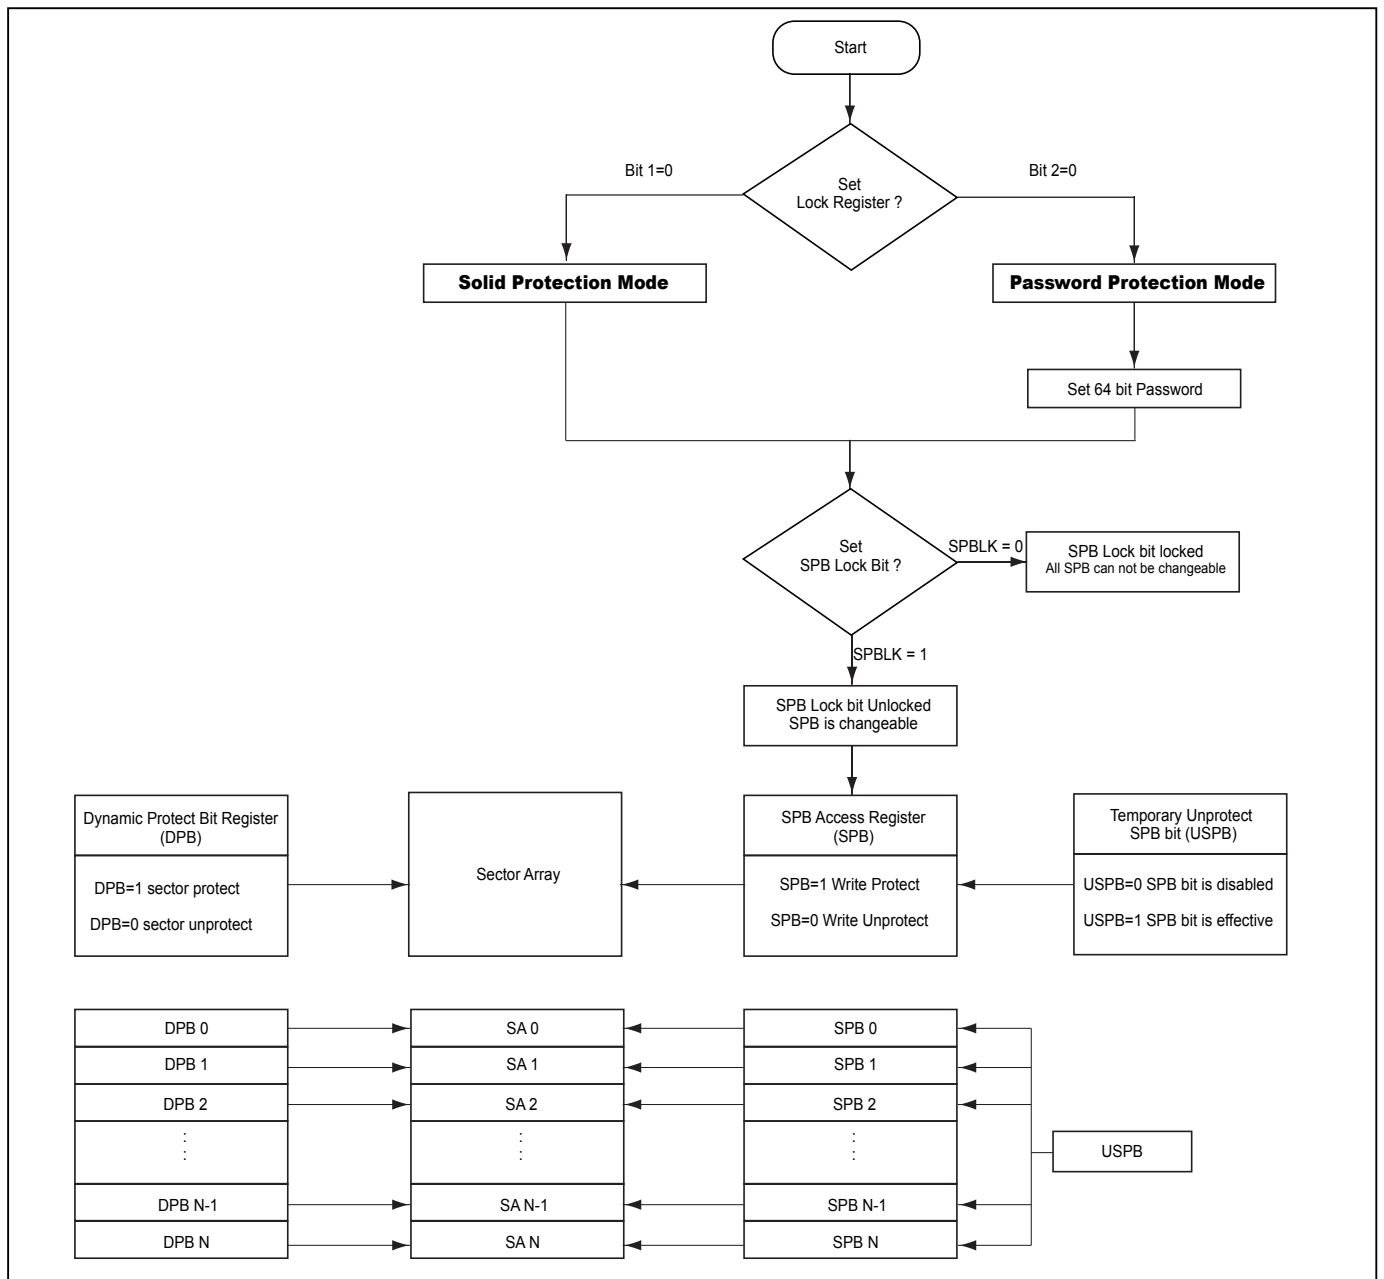 Start
Set
Lock Register ?
Bit 1=0
Bit 2=0
Solid Protection Mode
Password Protection Mode
Set 64 bit Password
Set
SPB Lock Bit ?
SPBLK = 0
SPB Lock bit locked
All SPB can not be changeable
SPBLK = 1
SPB Lock bit Unlocked
SPB is changeable
Dynamic Protect Bit Register
(DPB)
DPB=1 sector protect
DPB=0 sector unprotect
Sector Array
SPB Access Register
(SPB)
SPB=1 Write Protect
SPB=0 Write Unprotect
Temporary Unprotect
SPB bit (USPB)
USPB=0 SPB bit is disabled
USPB=1 SPB bit is effective
DPB 0
SA 0
SPB 0
DPB 1
SA 1
SPB 1
DPB 2
SA 2
SPB 2
:
:
:
:
:
:
USPB
DPB N-1
SA N-1
SPB N-1
DPB N
SA N
SPB N